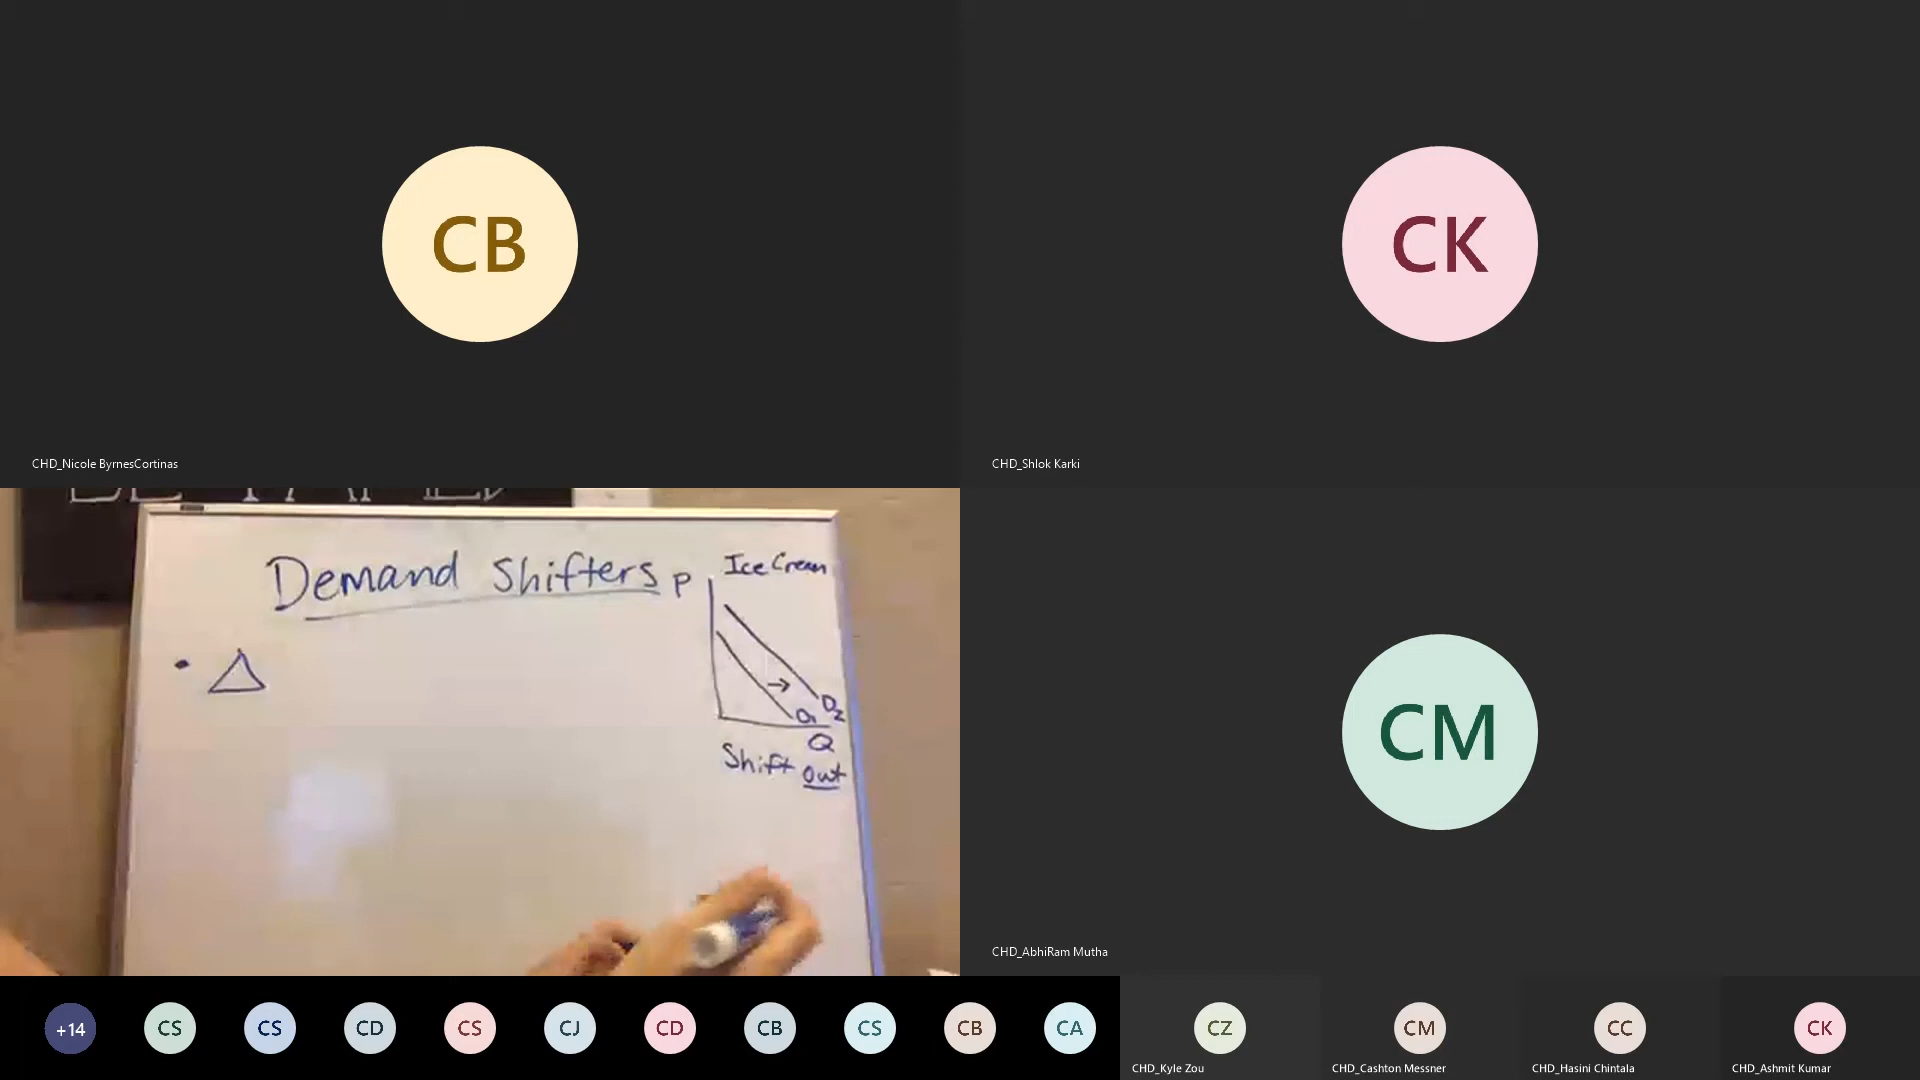 CB
CK
CHD_Nicole ByrnesCortinas
CHD_Shlok Karki
Demand Shifters
P
Ice Cream
• △
D₁
D₂
Q
Shift out
CM
CHD_AbhiRam Mutha
+14
CS
CS
CD
CS
CJ
CD
CB
CS
CB
CA
CZ
CM
CC
CK
CHD_Kyle Zou
CHD_Cashton Messner
CHD_Hasini Chintala
CHD_Ashmit Kumar